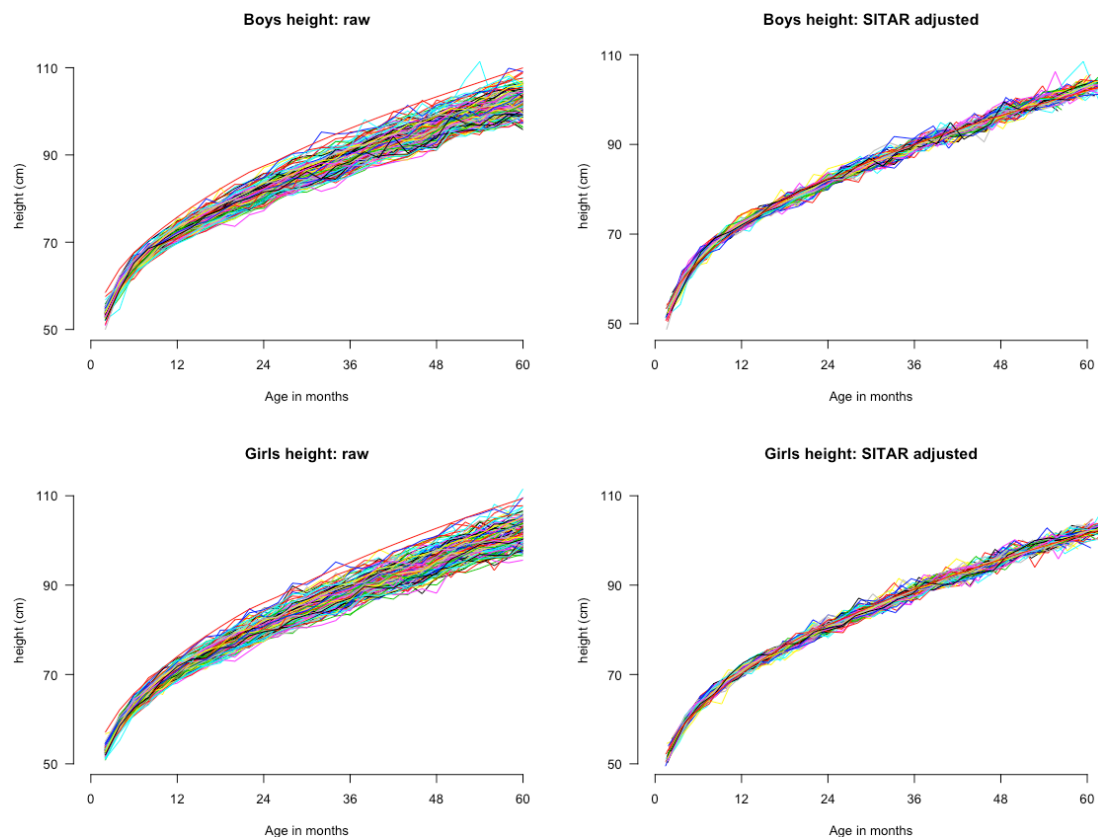 Boys height: raw
110
90
70
50
height (cm)
0 12 24 36 48 60
Age in months
Boys height: SITAR adjusted
110
90
70
50
height (cm)
0 12 24 36 48 60
Age in months
Girls height: raw
110
90
70
50
height (cm)
0 12 24 36 48 60
Age in months
Girls height: SITAR adjusted
110
90
70
50
height (cm)
0 12 24 36 48 60
Age in months